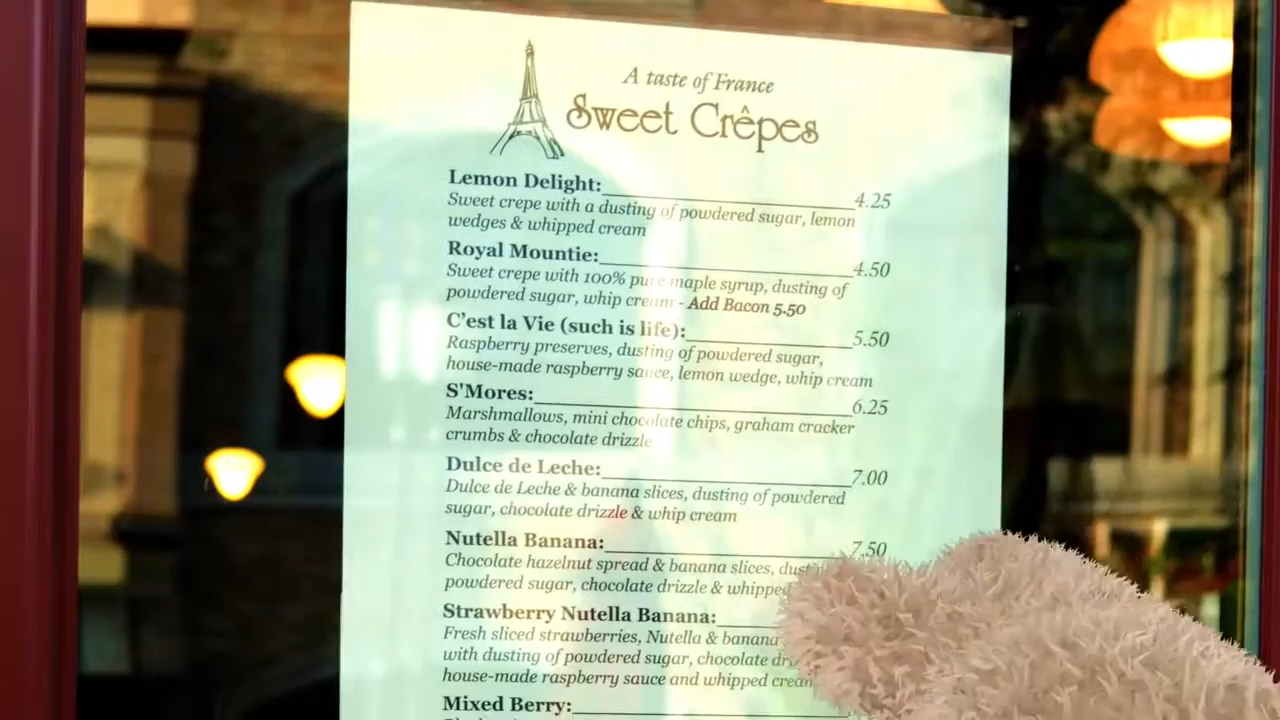 A taste of France
Sweet Crêpes
Lemon Delight: 4.25
Sweet crepe with a dusting of powdered sugar, lemon
wedges & whipped cream
Royal Mountie: 4.50
Sweet crepe with 100% pure maple syrup, dusting of
powdered sugar, whip cream - Add Bacon 5.50
C'est la Vie (such is life): 5.50
Raspberry preserves, dusting of powdered sugar,
house-made raspberry sauce, lemon wedge, whip cream
S'Mores: 6.25
Marshmallows, mini chocolate chips, graham cracker
crumbs & chocolate drizzle
Dulce de Leche: 7.00
Dulce de Leche & banana slices, dusting of powdered
sugar, chocolate drizzle & whip cream
Nutella Banana: 7.50
Chocolate hazelnut spread & banana slices,
powdered sugar, chocolate drizzle & whipped
Strawberry Nutella Banana:
Fresh sliced strawberries, Nutella & banana
with dusting of powdered sugar, chocolate
house-made raspberry sauce and whipped cream
Mixed Berry: